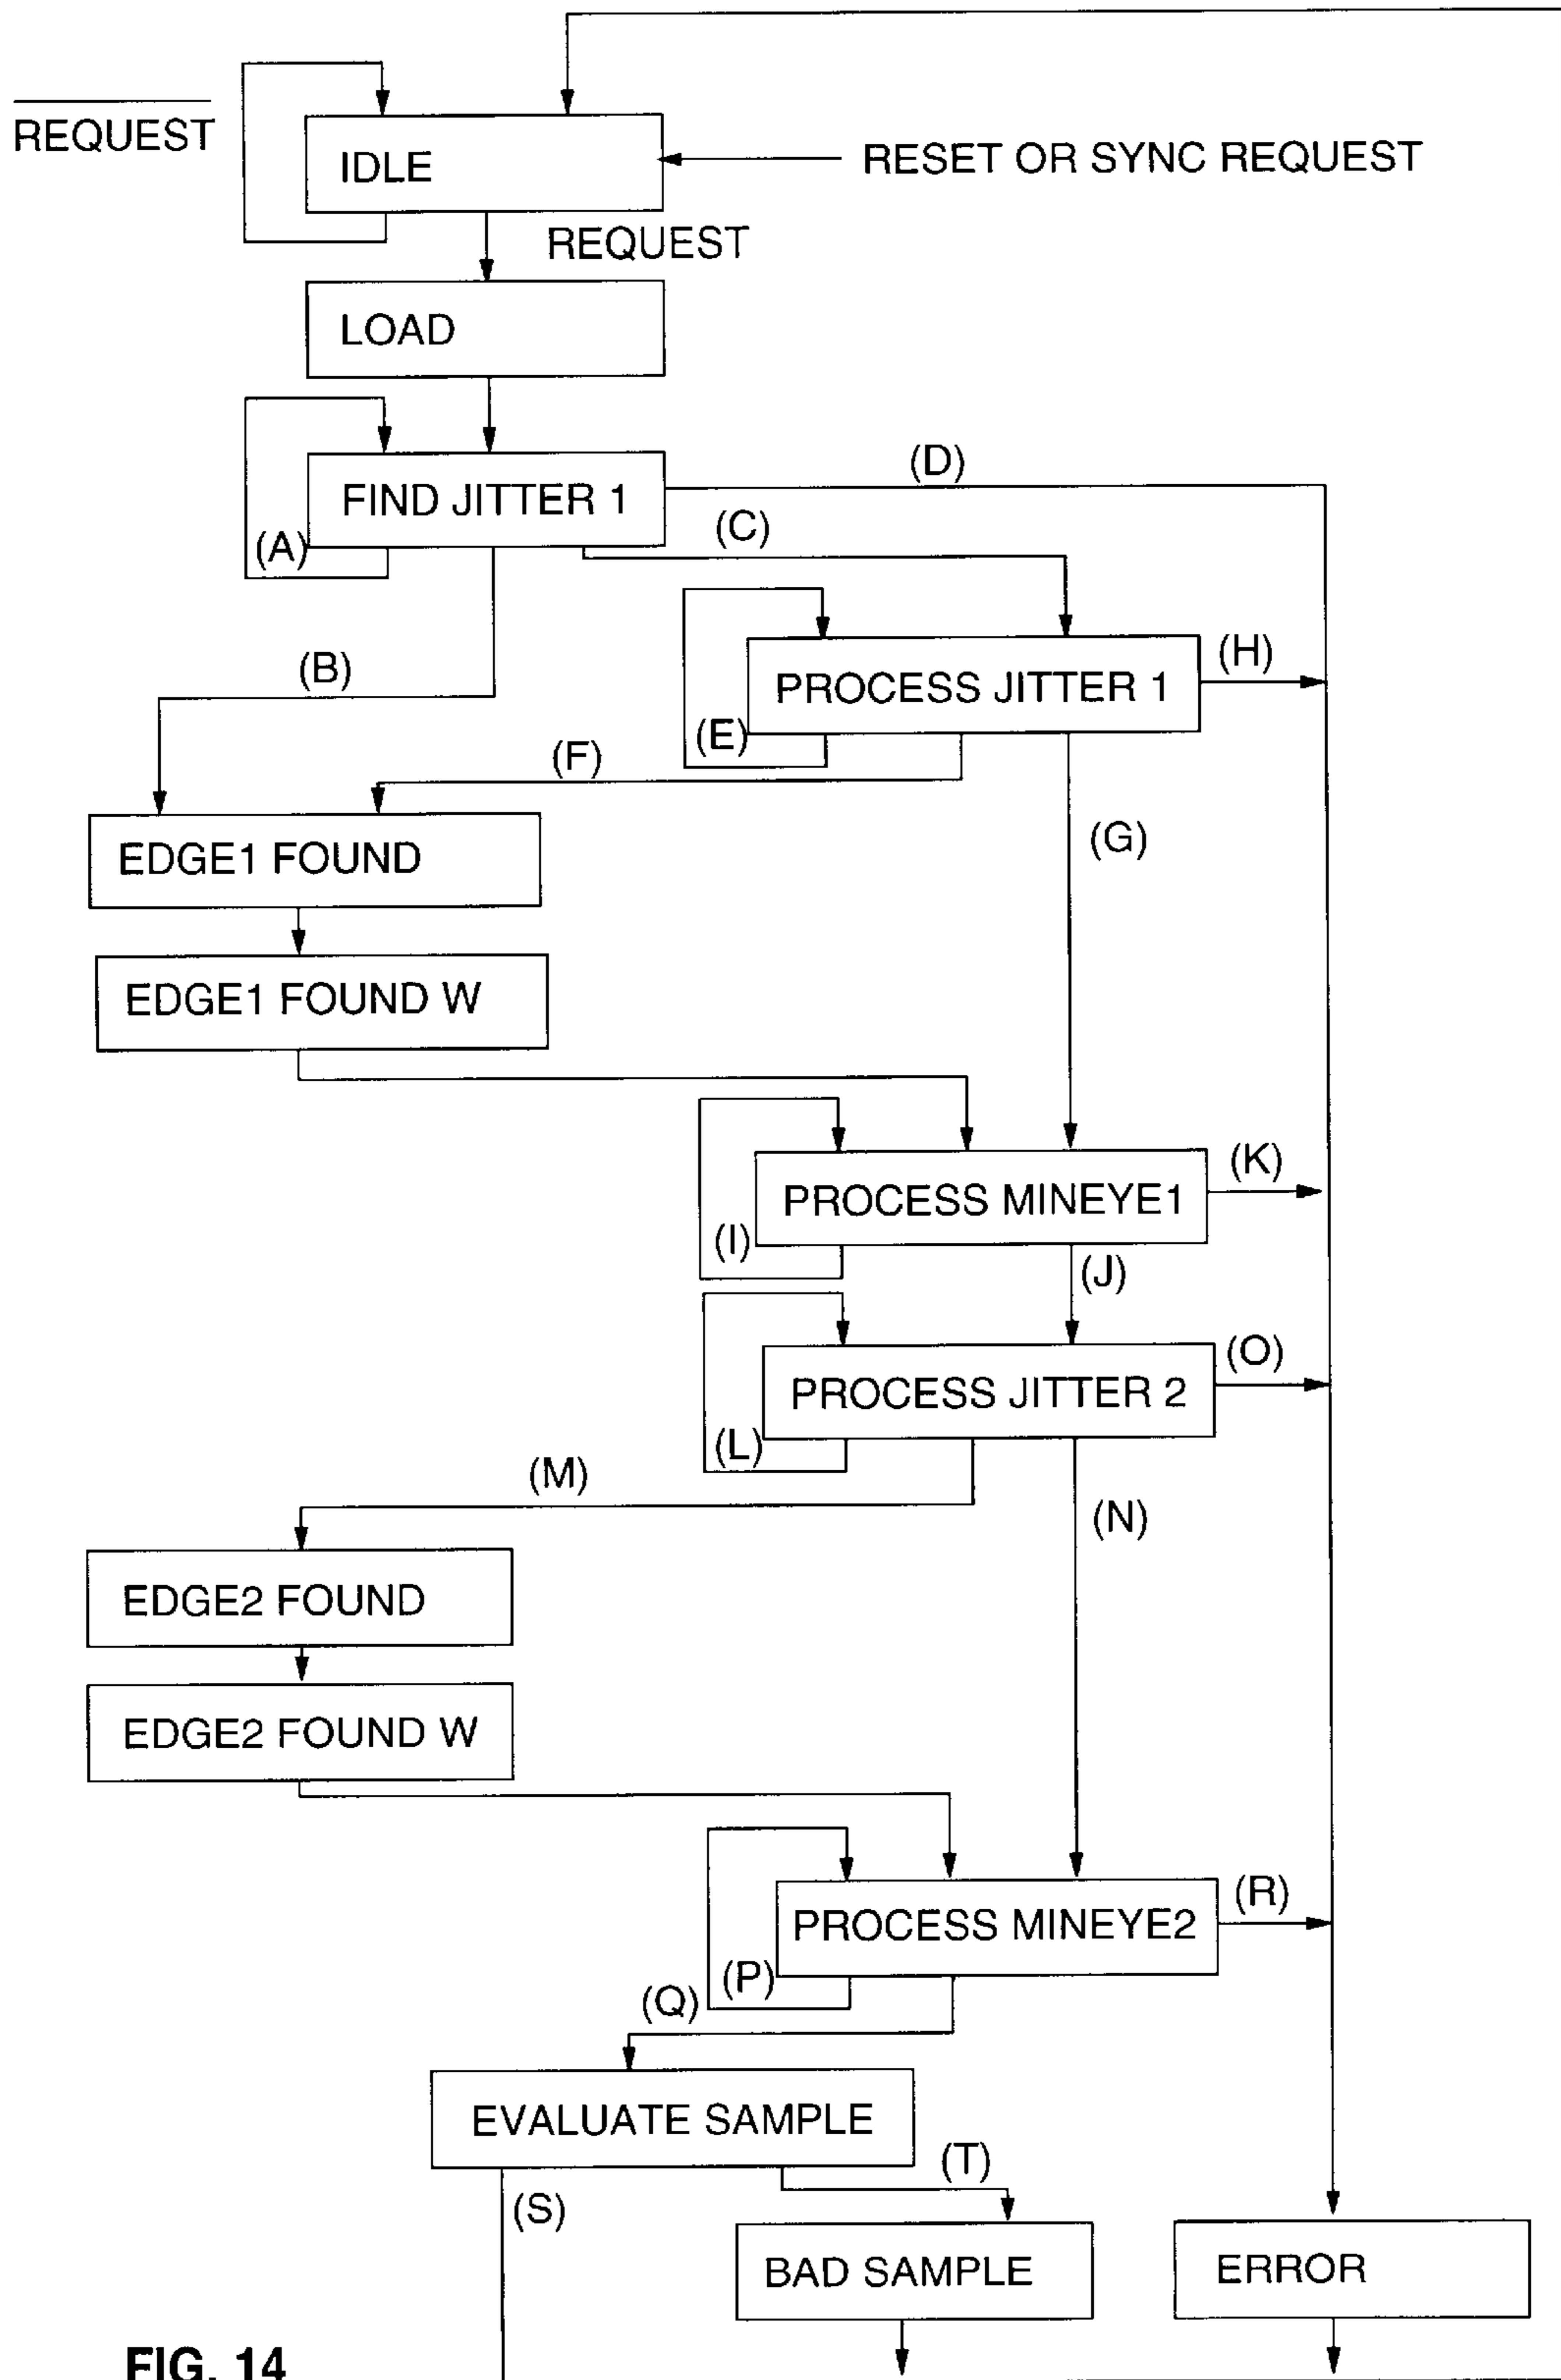 REQUEST
IDLE
RESET OR SYNC REQUEST
REQUEST
LOAD
(D)
FIND JITTER 1
(C)
(A)
(H)
(B)
PROCESS JITTER 1
(E)
(F)
(G)
EDGE1 FOUND
EDGE1 FOUND W
(K)
PROCESS MINEYE1
(I)
(J)
(O)
PROCESS JITTER 2
(L)
(M)
(N)
EDGE2 FOUND
EDGE2 FOUND W
(R)
PROCESS MINEYE2
(P)
(Q)
EVALUATE SAMPLE
(T)
(S)
BAD SAMPLE
ERROR
FIG. 14